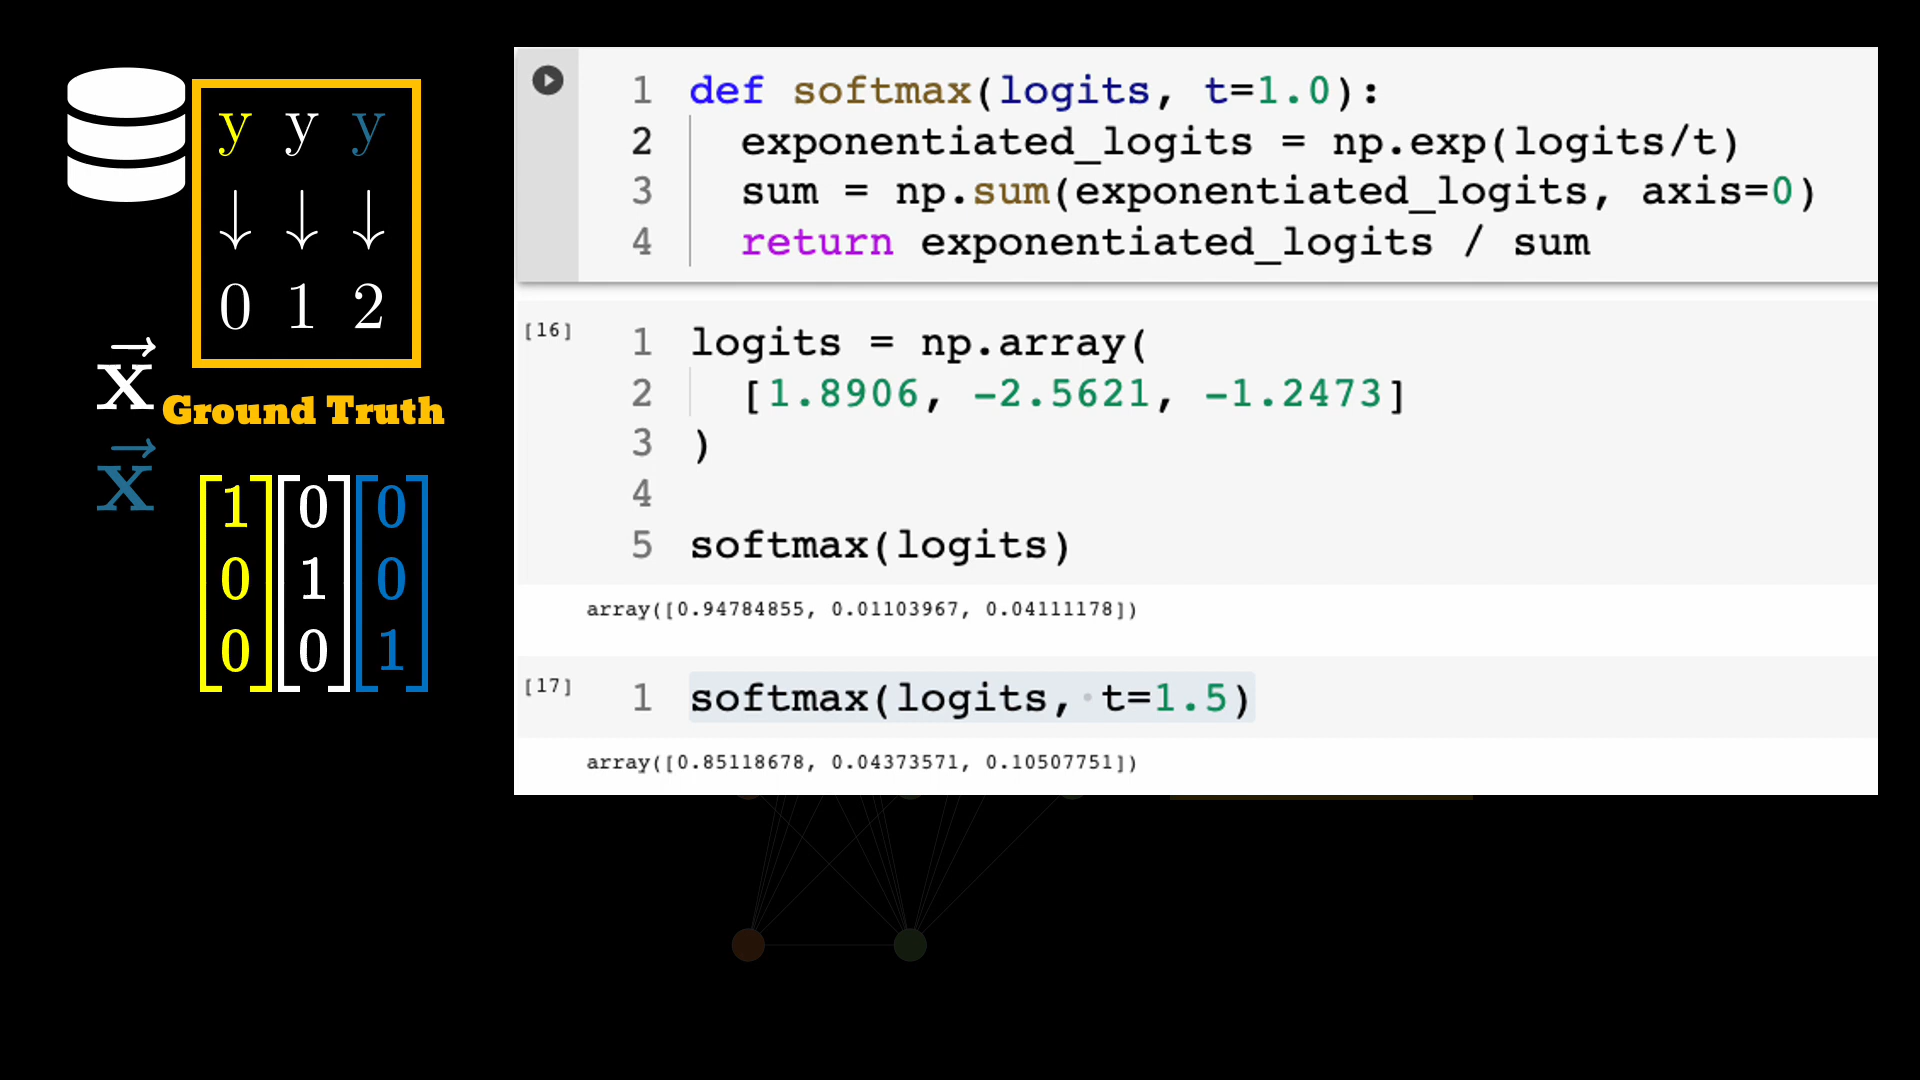 y y y
↓ ↓ ↓
0 1 2
x
Ground Truth
x
1 0 0
0 1 0
0 0 1
1 def softmax(logits, t=1.0):
2 exponentiated_logits = np.exp(logits/t)
3 sum = np.sum(exponentiated_logits, axis=0)
4 return exponentiated_logits / sum
[16] 1 logits = np.array(
2 [1.8906, -2.5621, -1.2473]
3 )
4
5 softmax(logits)
array([0.94784855, 0.01103967, 0.04111178])
[17] 1 softmax(logits, t=1.5)
array([0.85118678, 0.04373571, 0.10507751])